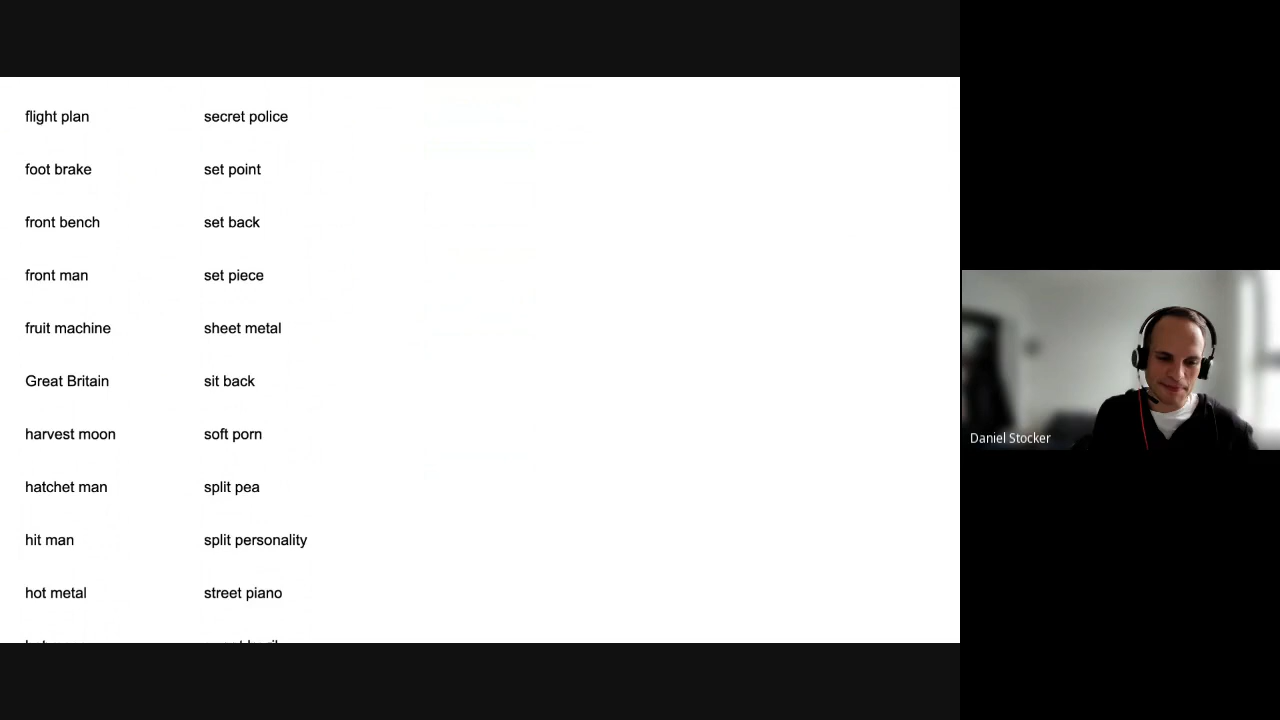 flight plan
secret police
foot brake
set point
front bench
set back
front man
set piece
fruit machine
sheet metal
Great Britain
sit back
harvest moon
soft porn
hatchet man
split pea
hit man
split personality
hot metal
street piano
Daniel Stocker